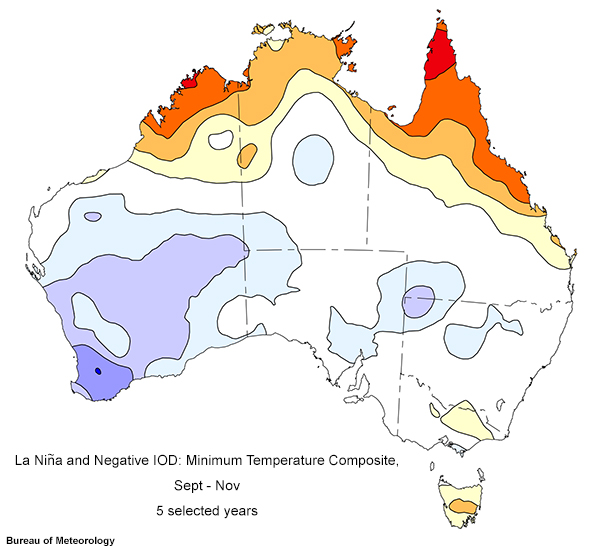 La Niña and Negative IOD: Minimum Temperature Composite,
Sept - Nov
5 selected years
Bureau of Meteorology